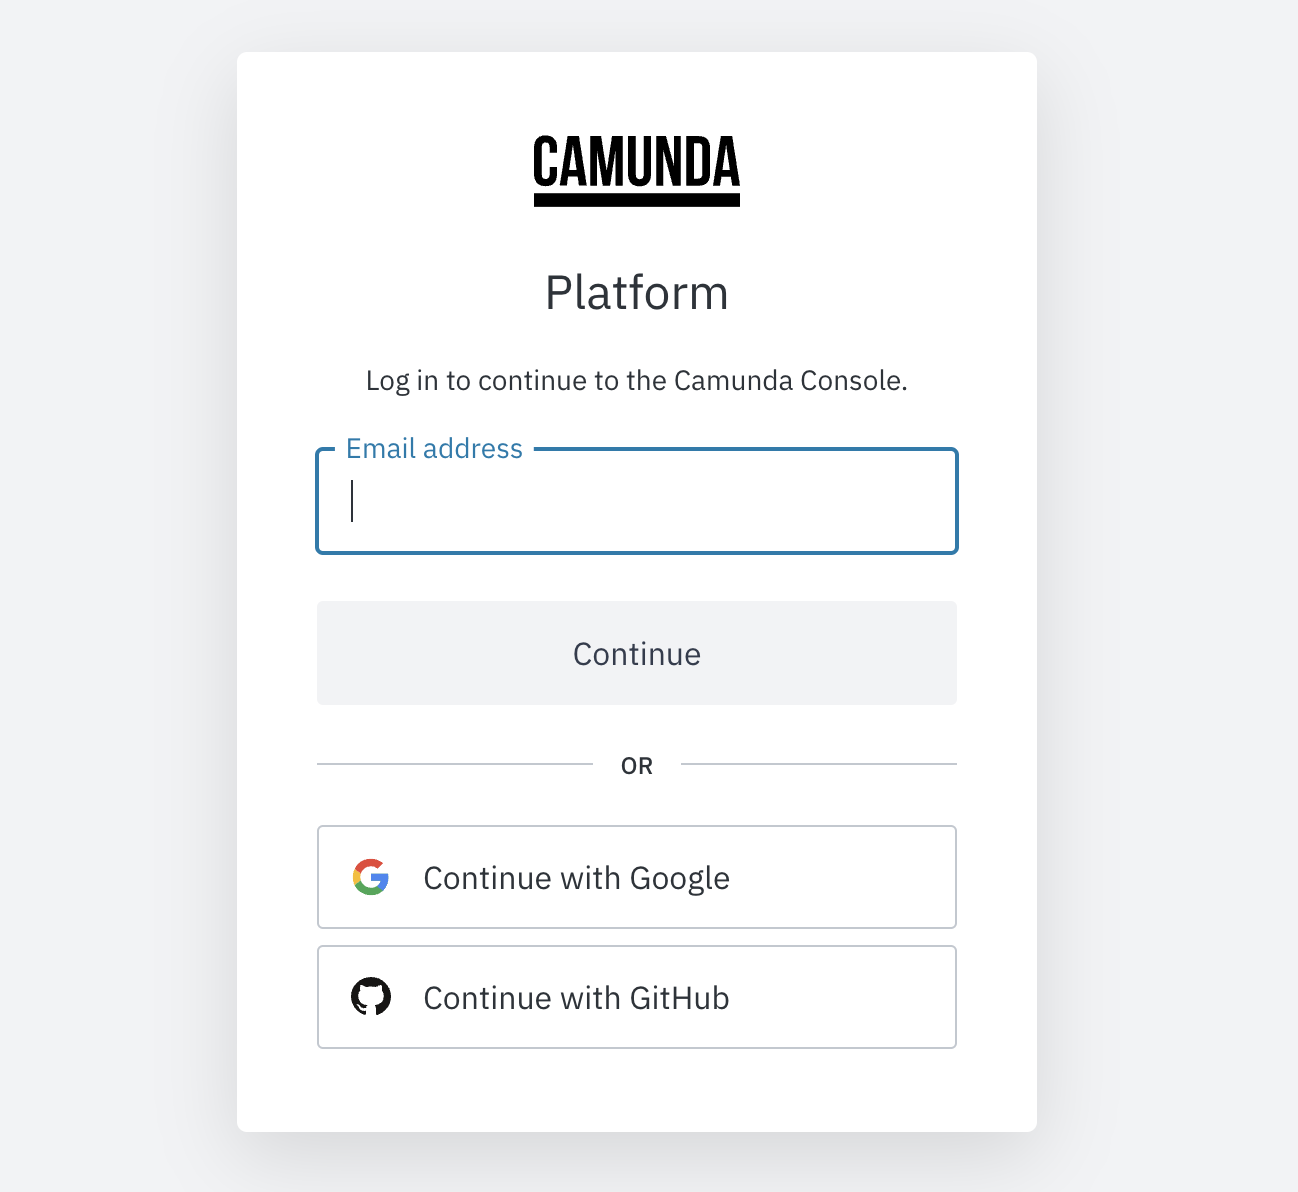 CAMUNDA
Platform
Log in to continue to the Camunda Console.
Email address
Continue
OR
Continue with Google
Continue with GitHub